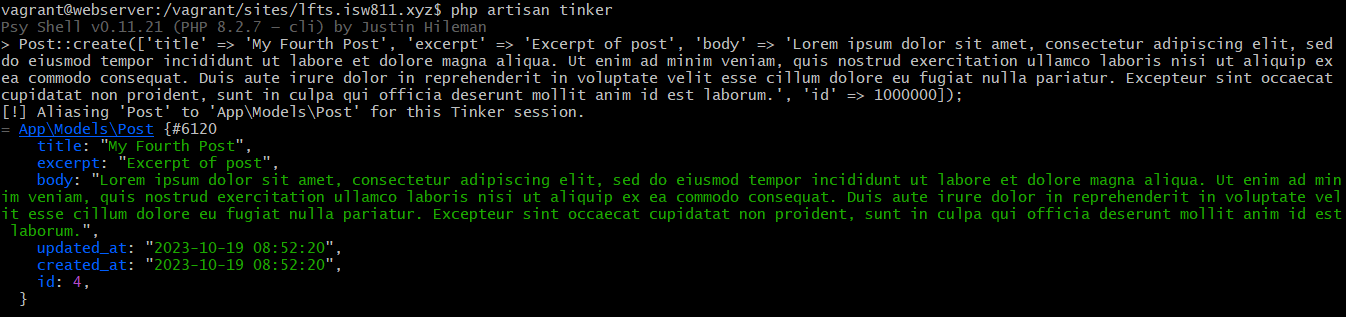 vagrant@webserver:/vagrant/sites/lfts.isw811.xyz$ php artisan tinker
Psy Shell v0.11.21 (PHP 8.2.7 — cli) by Justin Hileman
> Post::create(['title' => 'My Fourth Post', 'excerpt' => 'Excerpt of post', 'body' => 'Lorem ipsum dolor sit amet, consectetur adipiscing elit, sed
do eiusmod tempor incididunt ut labore et dolore magna aliqua. Ut enim ad minim veniam, quis nostrud exercitation ullamco laboris nisi ut aliquip ex
ea commodo consequat. Duis aute irure dolor in reprehenderit in voluptate velit esse cillum dolore eu fugiat nulla pariatur. Excepteur sint occaecat
cupidatat non proident, sunt in culpa qui officia deserunt mollit anim id est laborum.', 'id' => 1000000]);
[!] Aliasing 'Post' to 'App\Models\Post' for this Tinker session.
= App\Models\Post {#6120
title: "My Fourth Post",
excerpt: "Excerpt of post",
body: "Lorem ipsum dolor sit amet, consectetur adipiscing elit, sed do eiusmod tempor incididunt ut labore et dolore magna aliqua. Ut enim ad min
im veniam, quis nostrud exercitation ullamco laboris nisi ut aliquip ex ea commodo consequat. Duis aute irure dolor in reprehenderit in voluptate vel
it esse cillum dolore eu fugiat nulla pariatur. Excepteur sint occaecat cupidatat non proident, sunt in culpa qui officia deserunt mollit anim id est
laborum.",
updated_at: "2023-10-19 08:52:20",
created_at: "2023-10-19 08:52:20",
id: 4,
}